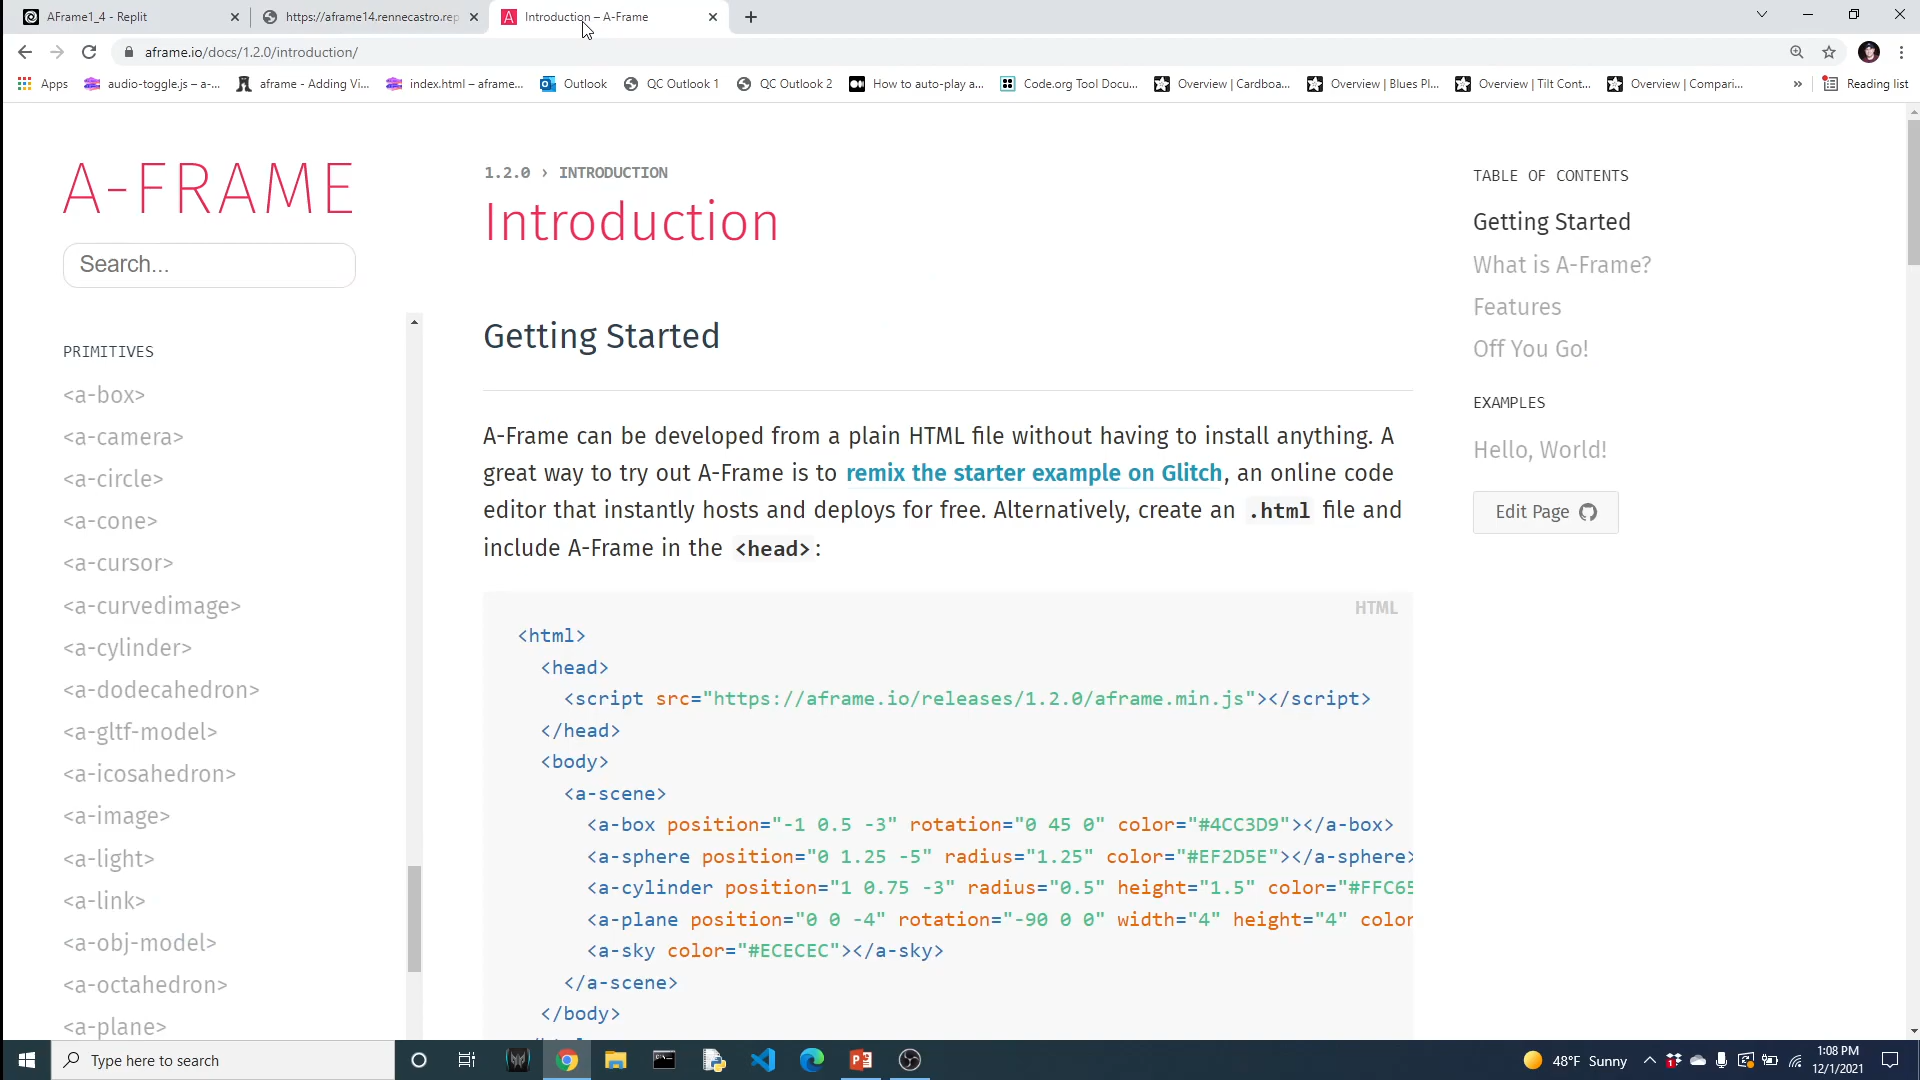 AFrame1_4 - Replit
https://aframe14.rennecastro.rep
Introduction – A-Frame
aframe.io/docs/1.2.0/introduction/
Apps
audio-toggle.js – a-...
aframe - Adding Vi...
index.html – aframe...
Outlook
QC Outlook 1
QC Outlook 2
How to auto-play a...
Code.org Tool Docu...
Overview | Cardboa...
Overview | Blues Pl...
Overview | Tilt Cont...
Overview | Compari...
»
Reading list
A-FRAME
Search...
PRIMITIVES
<a-box>
<a-camera>
<a-circle>
<a-cone>
<a-cursor>
<a-curvedimage>
<a-cylinder>
<a-dodecahedron>
<a-gltf-model>
<a-icosahedron>
<a-image>
<a-light>
<a-link>
<a-obj-model>
<a-octahedron>
<a-plane>
1.2.0 › INTRODUCTION
Introduction
Getting Started
A-Frame can be developed from a plain HTML file without having to install anything. A
great way to try out A-Frame is to remix the starter example on Glitch, an online code
editor that instantly hosts and deploys for free. Alternatively, create an .html file and
include A-Frame in the <head>:
HTML
<html>
<head>
<script src="https://aframe.io/releases/1.2.0/aframe.min.js"></script>
</head>
<body>
<a-scene>
<a-box position="-1 0.5 -3" rotation="0 45 0" color="#4CC3D9"></a-box>
<a-sphere position="0 1.25 -5" radius="1.25" color="#EF2D5E"></a-sphere>
<a-cylinder position="1 0.75 -3" radius="0.5" height="1.5" color="#FFC65
<a-plane position="0 0 -4" rotation="-90 0 0" width="4" height="4" color
<a-sky color="#ECECEC"></a-sky>
</a-scene>
</body>
TABLE OF CONTENTS
Getting Started
What is A-Frame?
Features
Off You Go!
EXAMPLES
Hello, World!
Edit Page
Type here to search
48°F Sunny
1:08 PM
12/1/2021